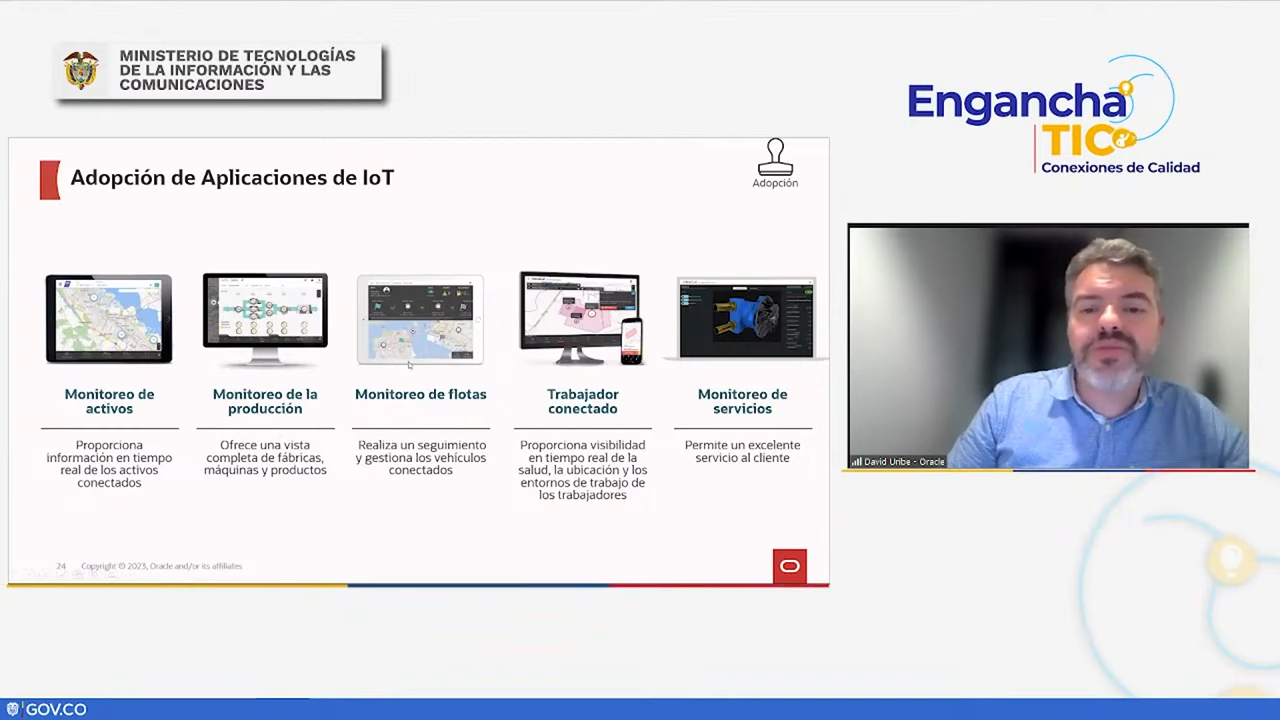 MINISTERIO DE TECNOLOGÍAS
DE LA INFORMACIÓN Y LAS
COMUNICACIONES
Engancha
TIC
Conexiones de Calidad
Adopción de Aplicaciones de IoT
Adopción
Monitoreo de
activos
Proporciona
información en tiempo
real de los activos
conectados
Monitoreo de la
producción
Ofrece una vista
completa de fábricas,
máquinas y productos
Monitoreo de flotas
Realiza un seguimiento
y gestiona los vehículos
conectados
Trabajador
conectado
Proporciona visibilidad
en tiempo real de la
salud, la ubicación y los
entornos de trabajo de
los trabajadores
Monitoreo de
servicios
Permite un excelente
servicio al cliente
24 Copyright © 2023, Oracle and/or its affiliates
David Uribe - Oracle
GOV.CO